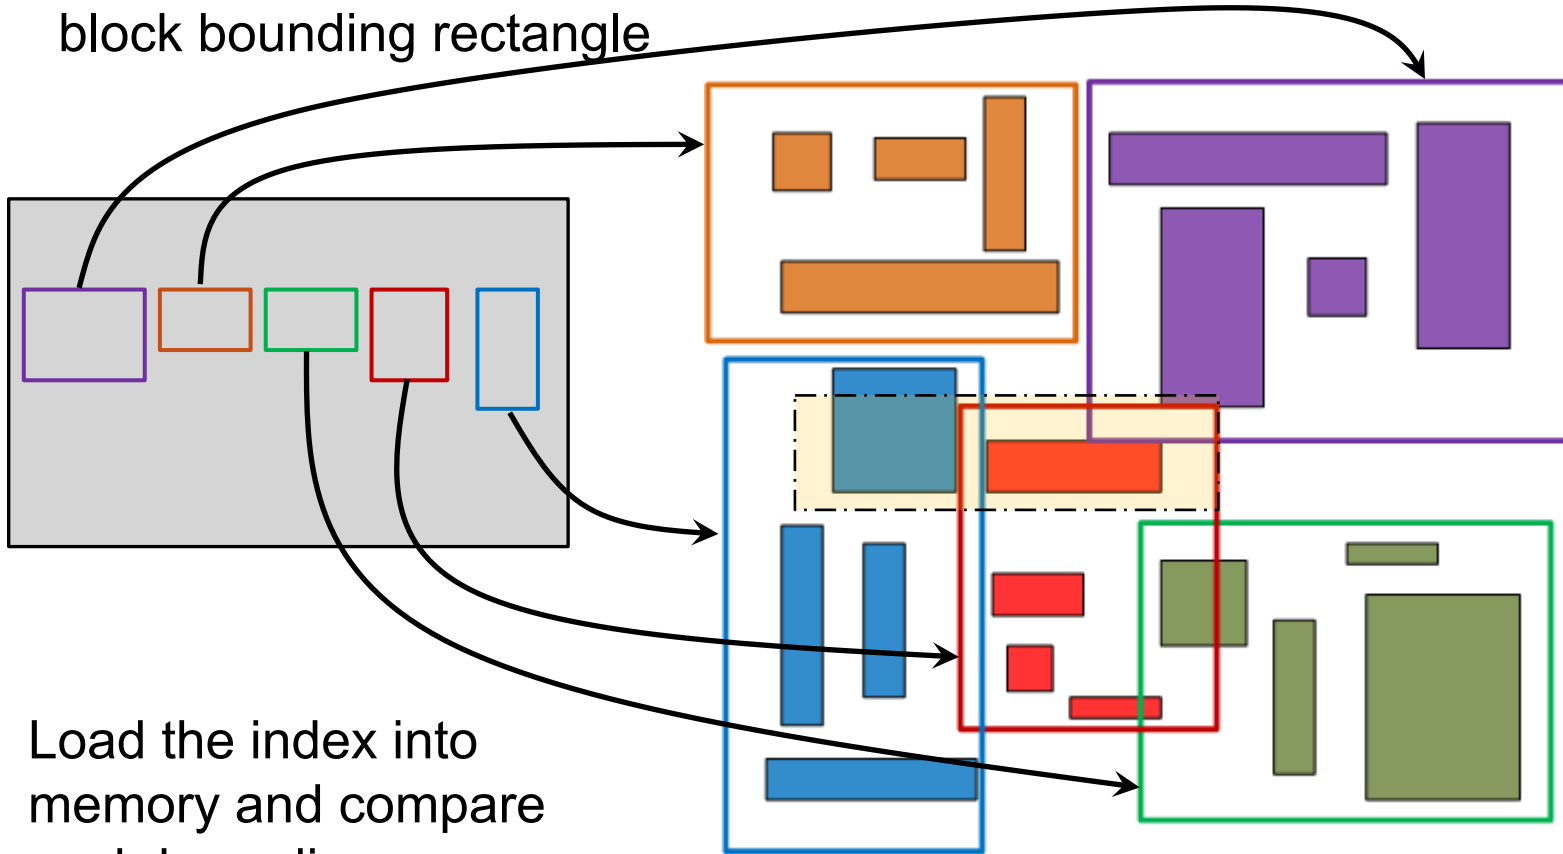 block bounding rectangle
Load the index into
memory and compare